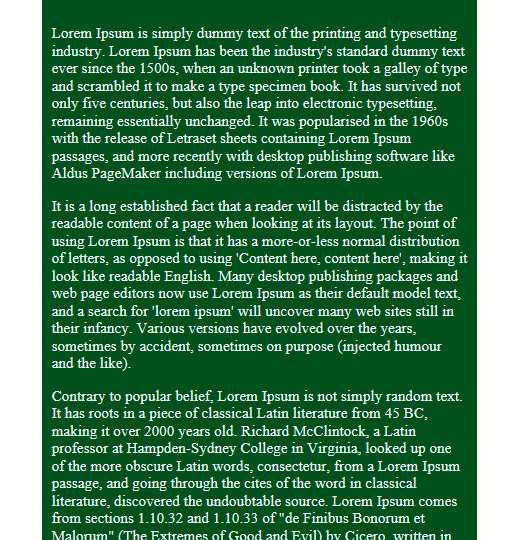 Lorem Ipsum is simply dummy text of the printing and typesetting
industry. Lorem Ipsum has been the industry's standard dummy text
ever since the 1500s, when an unknown printer took a galley of type
and scrambled it to make a type specimen book. It has survived not
only five centuries, but also the leap into electronic typesetting,
remaining essentially unchanged. It was popularised in the 1960s
with the release of Letraset sheets containing Lorem Ipsum
passages, and more recently with desktop publishing software like
Aldus PageMaker including versions of Lorem Ipsum.
It is a long established fact that a reader will be distracted by the
readable content of a page when looking at its layout. The point of
using Lorem Ipsum is that it has a more-or-less normal distribution
of letters, as opposed to using 'Content here, content here', making it
look like readable English. Many desktop publishing packages and
web page editors now use Lorem Ipsum as their default model text,
and a search for 'lorem ipsum' will uncover many web sites still in
their infancy. Various versions have evolved over the years,
sometimes by accident, sometimes on purpose (injected humour
and the like).
Contrary to popular belief, Lorem Ipsum is not simply random text.
It has roots in a piece of classical Latin literature from 45 BC,
making it over 2000 years old. Richard McClintock, a Latin
professor at Hampden-Sydney College in Virginia, looked up one
of the more obscure Latin words, consectetur, from a Lorem Ipsum
passage, and going through the cites of the word in classical
literature, discovered the undoubtable source. Lorem Ipsum comes
from sections 1.10.32 and 1.10.33 of "de Finibus Bonorum et
Malorum" (The Extremes of Good and Evil) by Cicero, written in